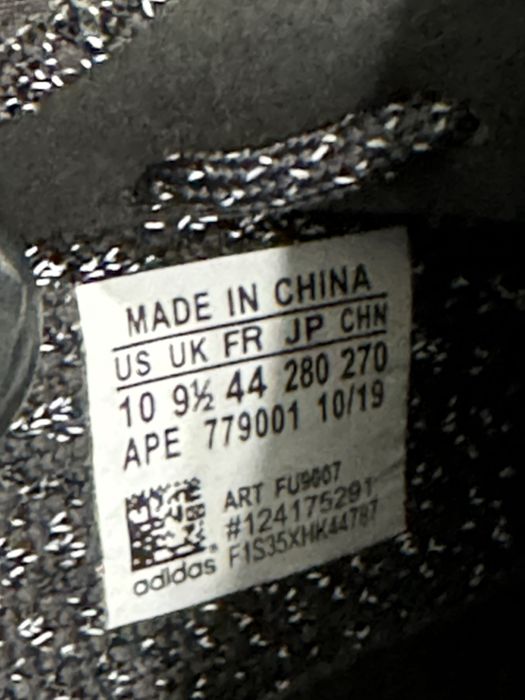 MADE IN CHINA
US UK FR JP CHN
10 9½ 44 280 270
APE 779001 10/19
ART FU9007
#124175291
F1S35XHK44787
adidas